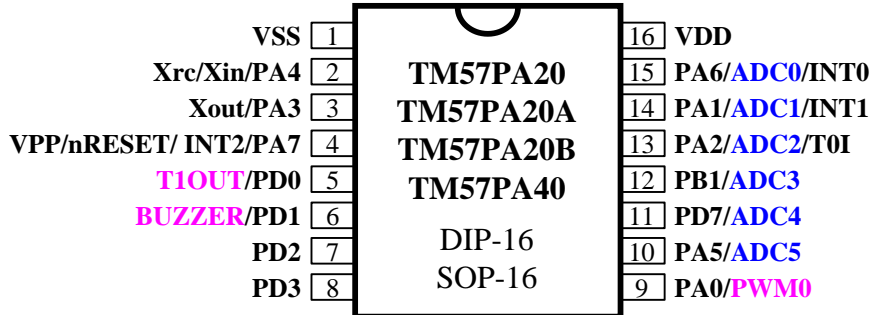 VSS 1 16 VDD
Xrc/Xin/PA4 2 TM57PA20 15 PA6/ADC0/INT0
Xout/PA3 3 TM57PA20A 14 PA1/ADC1/INT1
VPP/nRESET/ INT2/PA7 4 TM57PA20B 13 PA2/ADC2/T0I
T1OUT/PD0 5 TM57PA40 12 PB1/ADC3
BUZZER/PD1 6 DIP-16 11 PD7/ADC4
PD2 7 SOP-16 10 PA5/ADC5
PD3 8 9 PA0/PWM0